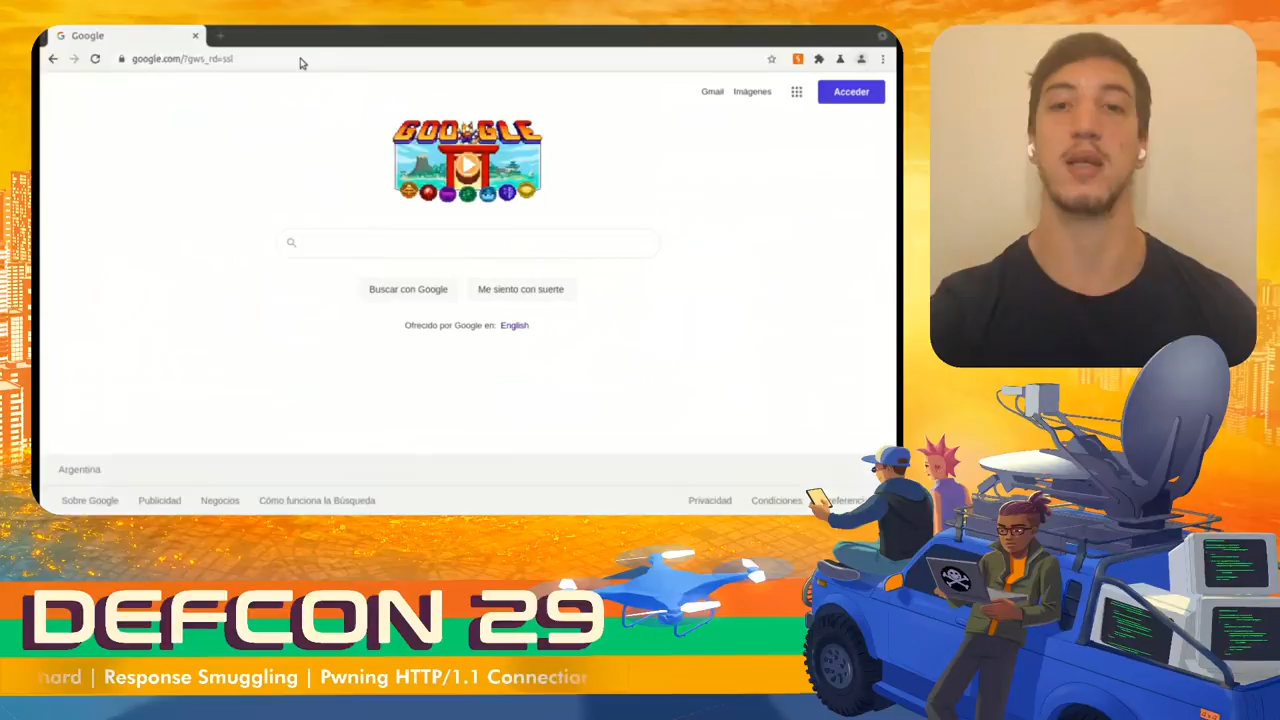 Google
google.com/?gws_rd=ssl
Gmail Imágenes Acceder
GOOGLE
Buscar con Google Me siento con suerte
Ofrecido por Google en: English
Argentina
Sobre Google Publicidad Negocios Cómo funciona la Búsqueda Privacidad Condiciones
DEFCON 29
| Response Smuggling | Pwning HTTP/1.1 Connection